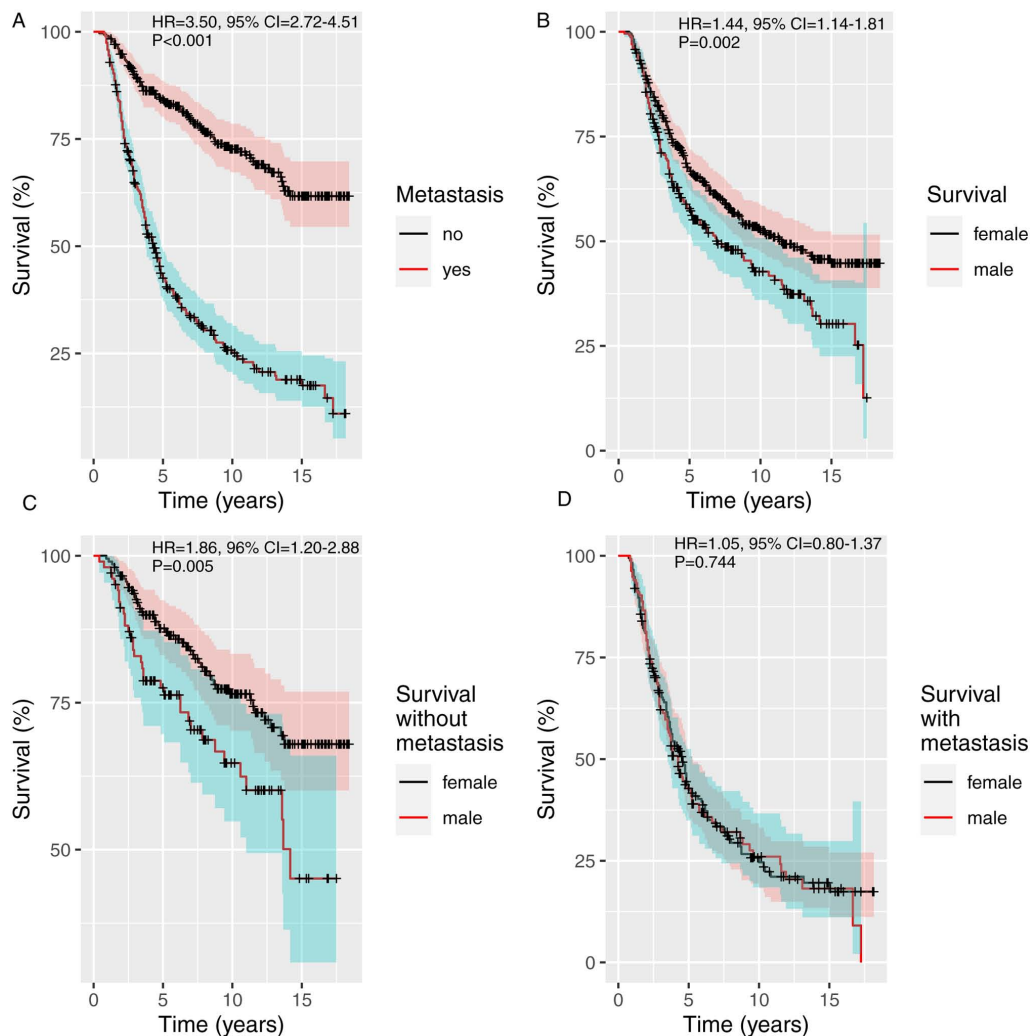 A
HR=3.50, 95% CI=2.72-4.51
P<0.001
100
75
50
25
Survival (%)
0 5 10 15
Time (years)
Metastasis
no
yes
B
HR=1.44, 95% CI=1.14-1.81
P=0.002
100
75
50
25
0
Survival (%)
0 5 10 15
Time (years)
Survival
female
male
C
HR=1.86, 96% CI=1.20-2.88
P=0.005
100
75
50
Survival (%)
0 5 10 15
Time (years)
Survival
without
metastasis
female
male
D
HR=1.05, 95% CI=0.80-1.37
P=0.744
100
75
50
25
0
Survival (%)
0 5 10 15
Time (years)
Survival
with
metastasis
female
male